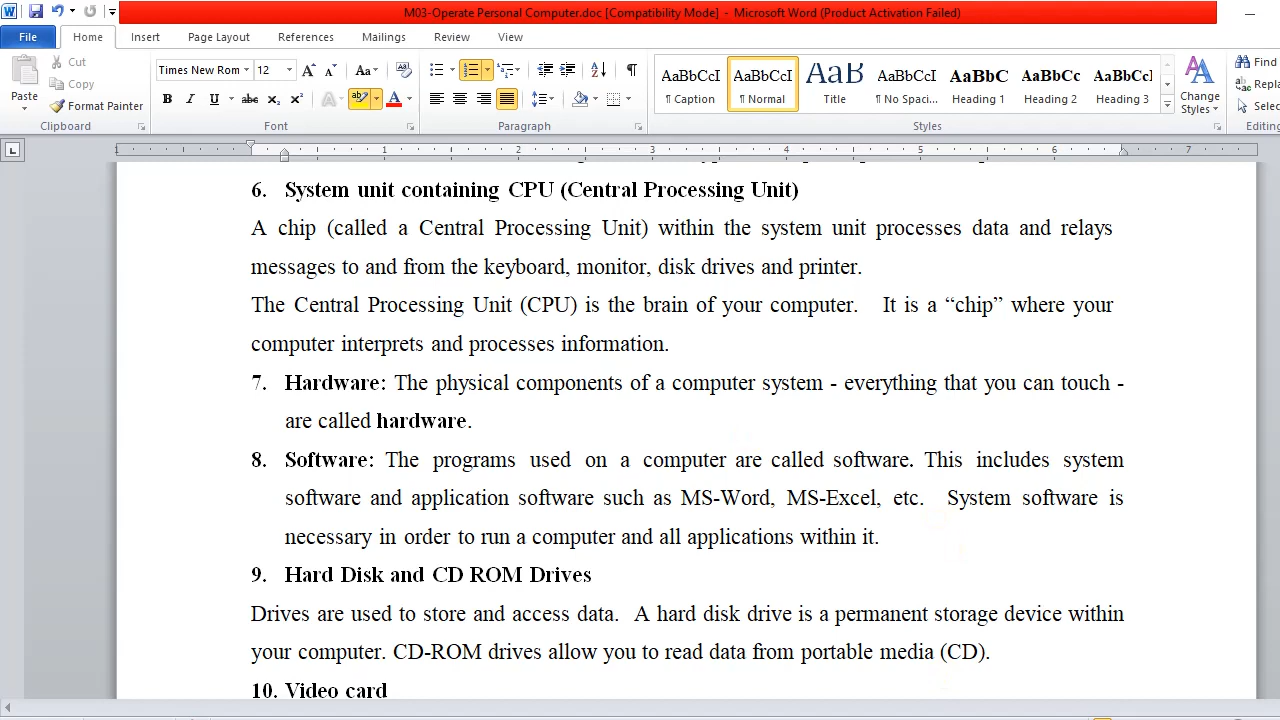 M03-Operate Personal Computer.doc [Compatibility Mode] - Microsoft Word (Product Activation Failed)
File Home Insert Page Layout References Mailings Review View
Cut
Copy
Format Painter
Paste
Times New Rom 12
AaBbCcI AaBbCcI AaB AaBbCcI AaBbC AaBbCc AaBbCcI
¶ Caption ¶ Normal Title ¶ No Spaci... Heading 1 Heading 2 Heading 3
Change
Styles
Find
Repla
Selec
Clipboard Font Paragraph Styles Editing
1 1 2 3 4 5 6 7
6. System unit containing CPU (Central Processing Unit)
A chip (called a Central Processing Unit) within the system unit processes data and relays
messages to and from the keyboard, monitor, disk drives and printer.
The Central Processing Unit (CPU) is the brain of your computer. It is a “chip” where your
computer interprets and processes information.
7. Hardware: The physical components of a computer system - everything that you can touch -
are called hardware.
8. Software: The programs used on a computer are called software. This includes system
software and application software such as MS-Word, MS-Excel, etc. System software is
necessary in order to run a computer and all applications within it.
9. Hard Disk and CD ROM Drives
Drives are used to store and access data. A hard disk drive is a permanent storage device within
your computer. CD-ROM drives allow you to read data from portable media (CD).
10. Video card